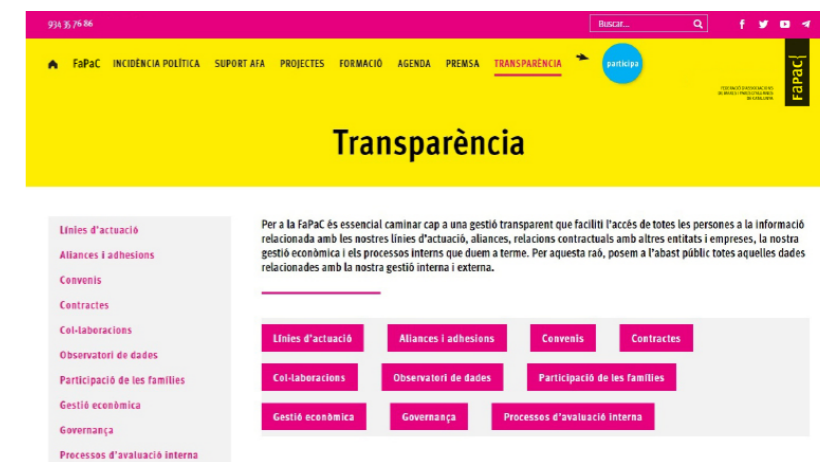 934 35 76 86
Buscar...
FaPaC INCIDÈNCIA POLÍTICA SUPORT AFA PROJECTES FORMACIÓ AGENDA PREMSA TRANSPARÈNCIA participa
FaPaC
Transparència
Línies d'actuació
Aliances i adhesions
Convenis
Contractes
Col·laboracions
Observatori de dades
Participació de les famílies
Gestió econòmica
Governança
Processos d'avaluació interna
Per a la FaPaC és essencial caminar cap a una gestió transparent que faciliti l'accés de totes les persones a la informació
relacionada amb les nostres línies d'actuació, aliances, relacions contractuals amb altres entitats i empreses, la nostra
gestió econòmica i els processos interns que duem a terme. Per aquesta raó, posem a l'abast públic totes aquelles dades
relacionades amb la nostra gestió interna i externa.
Línies d'actuació Aliances i adhesions Convenis Contractes
Col·laboracions Observatori de dades Participació de les famílies
Gestió econòmica Governança Processos d'avaluació interna